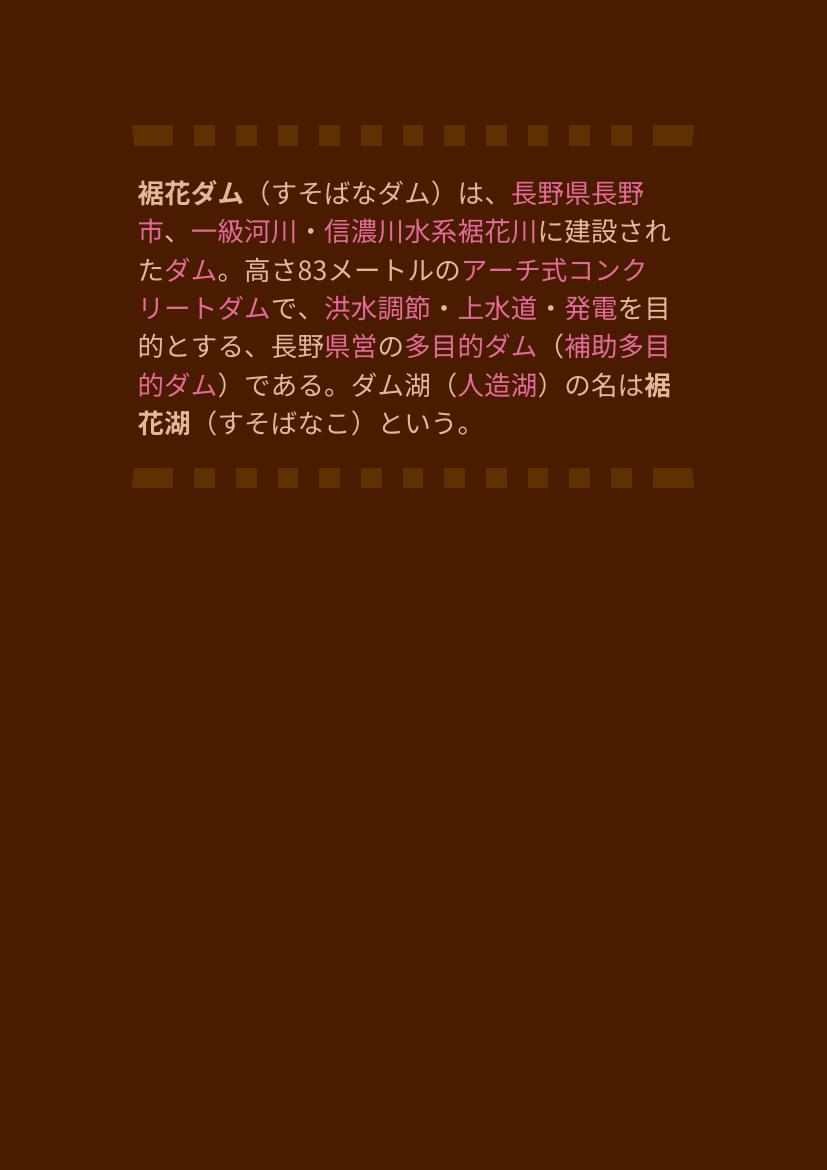 裾花ダム（すそばなダム）は、長野県長野
市、一級河川・信濃川水系裾花川に建設され
たダム。高さ83メートルのアーチ式コンク
リートダムで、洪水調節・上水道・発電を目
的とする、長野県営の多目的ダム（補助多目
的ダム）である。ダム湖（人造湖）の名は裾
花湖（すそばなこ）という。